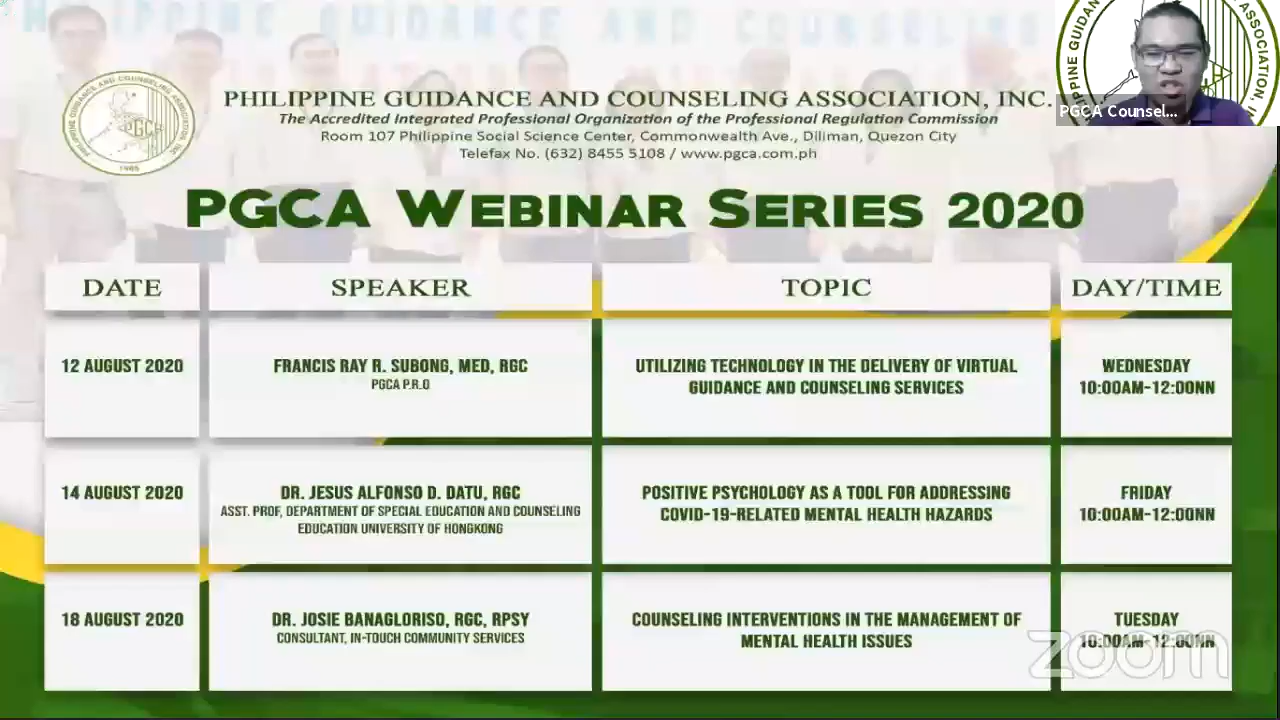 PHILIPPINE GUIDANCE AND COUNSELING ASSOCIATION, INC.
The Accredited Integrated Professional Organization of the Professional Regulation Commission
Room 107 Philippine Social Science Center, Commonwealth Ave., Diliman, Quezon City
Telefax No. (632) 8455 5108 / www.pgca.com.ph
PGCA
1965
PGCA Counsel...
PGCA WEBINAR SERIES 2020
DATE SPEAKER TOPIC DAY/TIME
12 AUGUST 2020
FRANCIS RAY R. SUBONG, MED, RGC
PGCA P.R.O
UTILIZING TECHNOLOGY IN THE DELIVERY OF VIRTUAL
GUIDANCE AND COUNSELING SERVICES
WEDNESDAY
10:00AM-12:00NN
14 AUGUST 2020
DR. JESUS ALFONSO D. DATU, RGC
ASST. PROF, DEPARTMENT OF SPECIAL EDUCATION AND COUNSELING
EDUCATION UNIVERSITY OF HONGKONG
POSITIVE PSYCHOLOGY AS A TOOL FOR ADDRESSING
COVID-19-RELATED MENTAL HEALTH HAZARDS
FRIDAY
10:00AM-12:00NN
18 AUGUST 2020
DR. JOSIE BANAGLORISO, RGC, RPSY
CONSULTANT, IN-TOUCH COMMUNITY SERVICES
COUNSELING INTERVENTIONS IN THE MANAGEMENT OF
MENTAL HEALTH ISSUES
TUESDAY
10:00AM-12:00NN
zoom